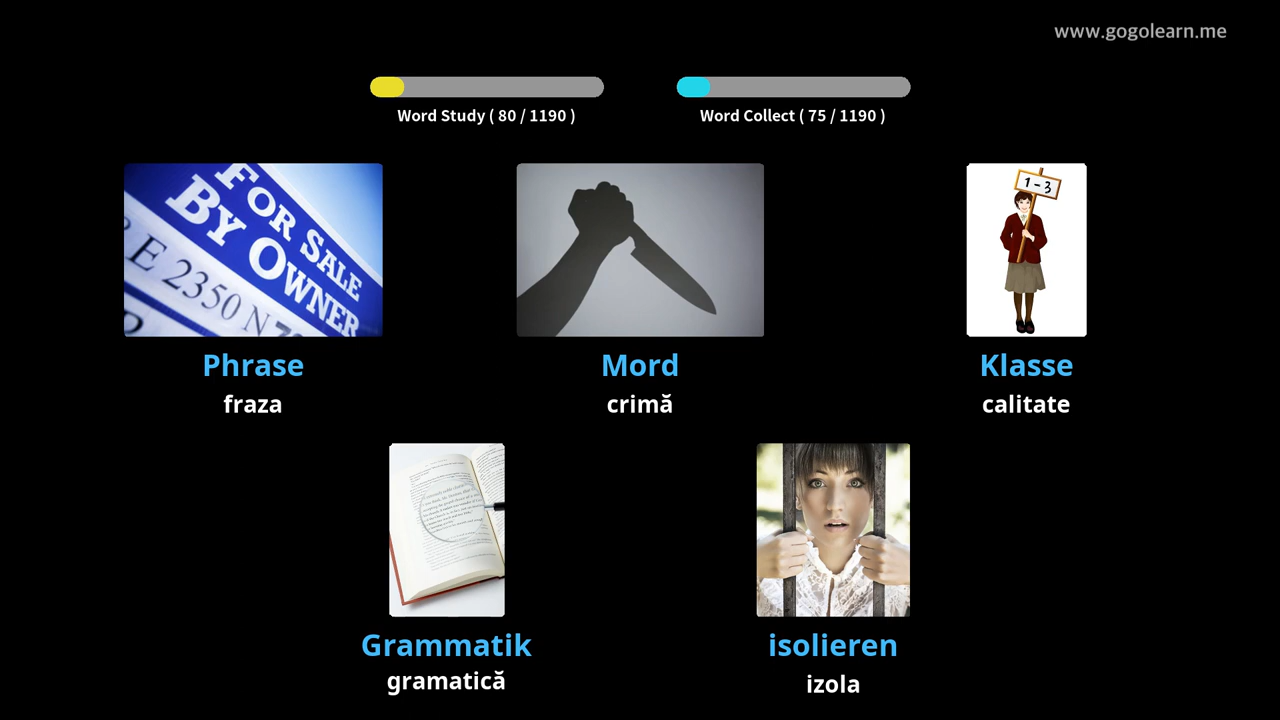 www.gogolearn.me
Word Study ( 80 / 1190 )
Word Collect ( 75 / 1190 )
FOR SALE
BY OWNER
E 2350 N
1 - 3
Phrase
Mord
Klasse
fraza
crimă
calitate
Grammatik
isolieren
gramatică
izola